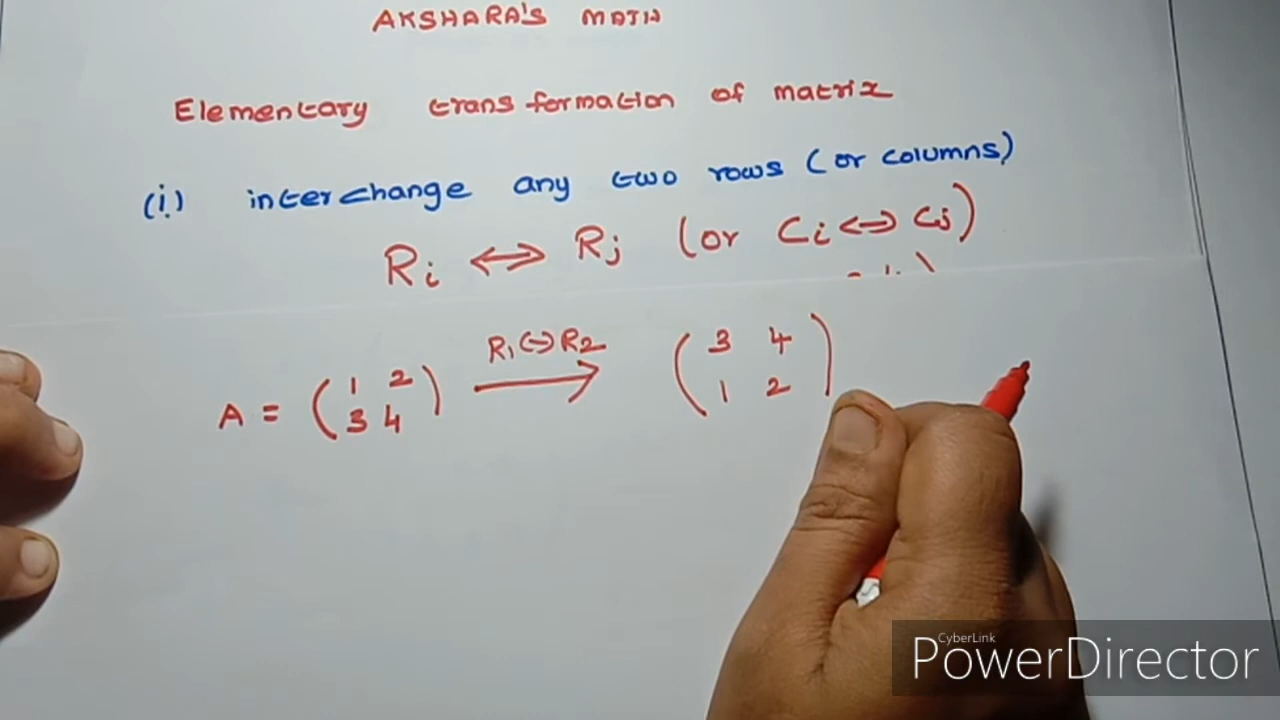 AKSHARA'S MATH
Elementary transformation of matrix
(i) interchange any two rows (or columns)
Ri ⟺ Rj (or Ci ⟺ Cj)
R1 ⟺ R2
A = (1 2 3 4) ⟶ (3 4 1 2)
CyberLink
PowerDirector